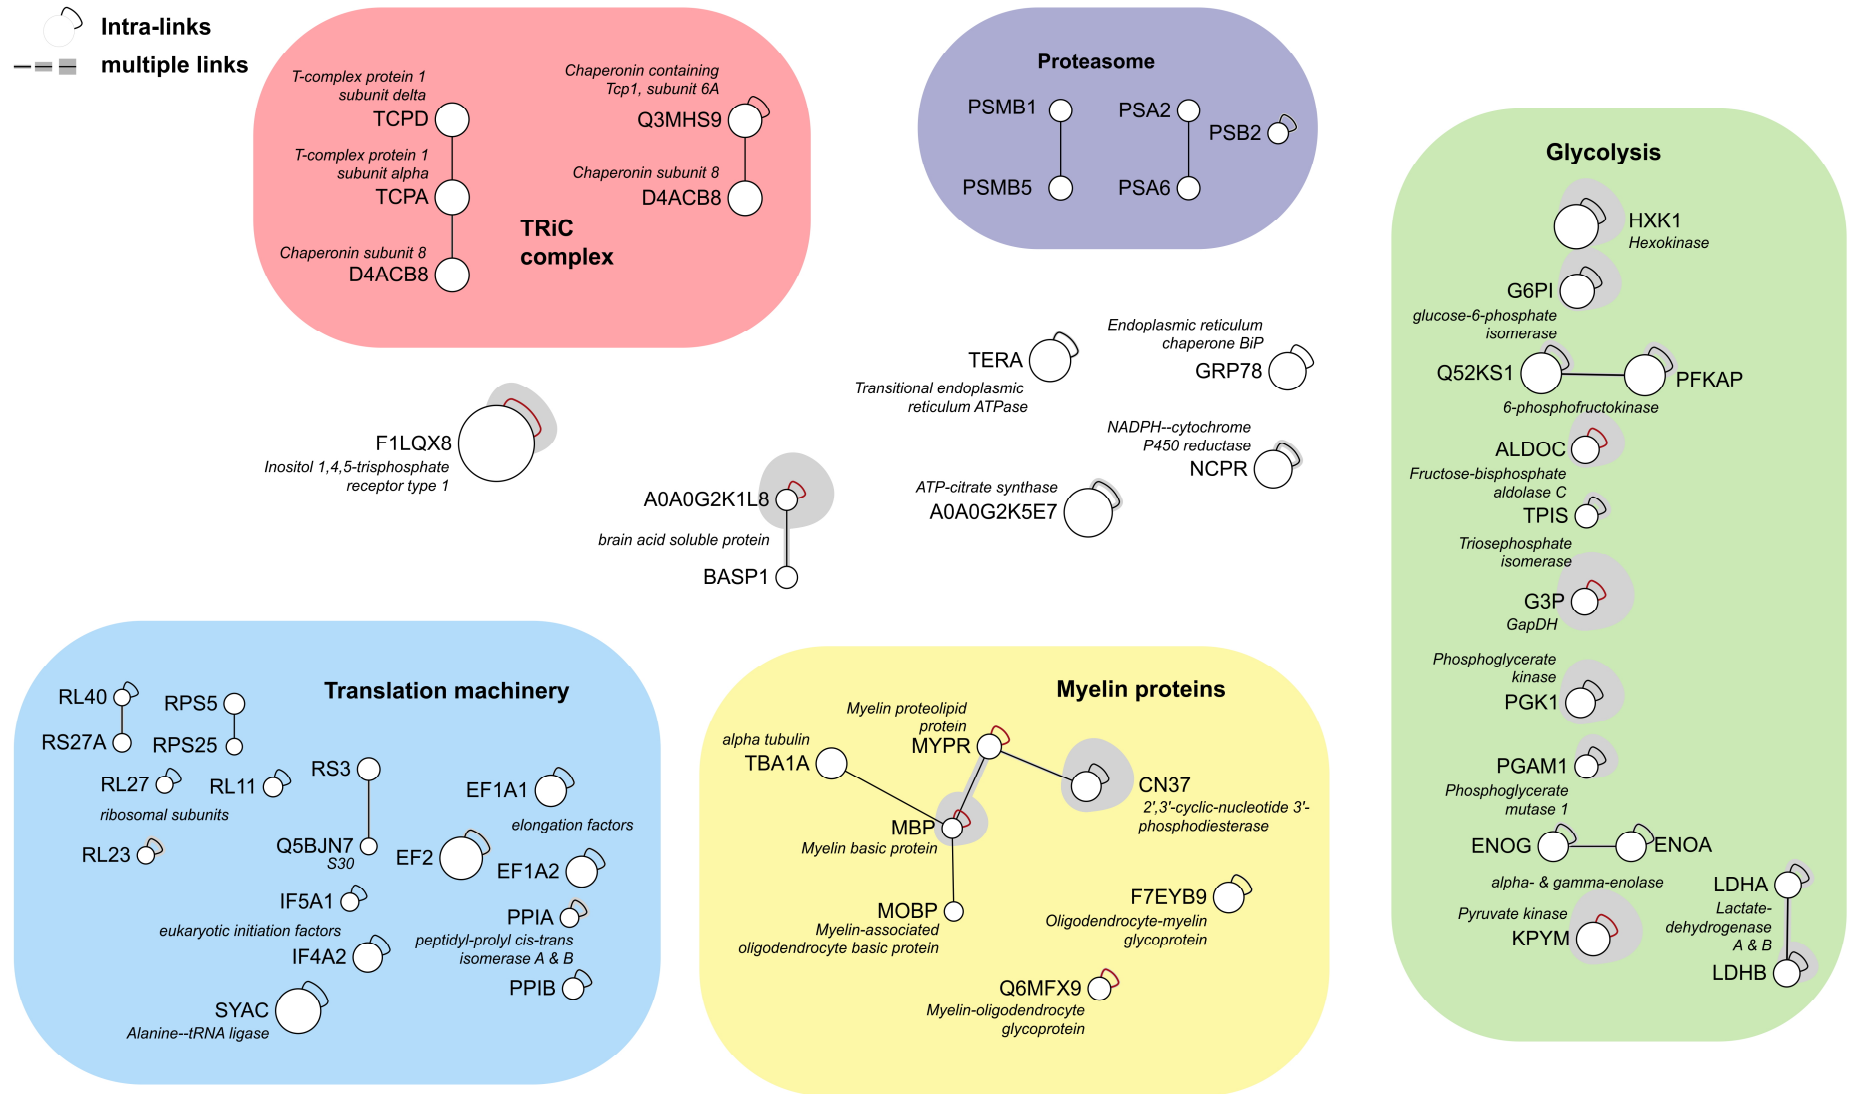 Intra-links
multiple links
T-complex protein 1
subunit delta
TCPD
T-complex protein 1
subunit alpha
TCPA
Chaperonin subunit 8
D4ACB8
Chaperonin containing
Tcp1, subunit 6A
Q3MHS9
Chaperonin subunit 8
D4ACB8
TRiC
complex
Proteasome
PSMB1
PSMB5
PSA2
PSA6
PSB2
Glycolysis
HXK1
Hexokinase
G6PI
glucose-6-phosphate
isomerase
Q52KS1
PFKAP
6-phosphofructokinase
ALDOC
Fructose-bisphosphate
aldolase C
TPIS
Triosephosphate
isomerase
G3P
GapDH
Phosphoglycerate
kinase
PGK1
PGAM1
Phosphoglycerate
mutase 1
ENOG
ENOA
alpha- & gamma-enolase
Pyruvate kinase
KPYM
LDHA
Lactate-
dehydrogenase
A & B
LDHB
F1LQX8
Inositol 1,4,5-trisphosphate
receptor type 1
TERA
Transitional endoplasmic
reticulum ATPase
Endoplasmic reticulum
chaperone BiP
GRP78
NADPH--cytochrome
P450 reductase
NCPR
ATP-citrate synthase
A0A0G2K5E7
A0A0G2K1L8
brain acid soluble protein
BASP1
Translation machinery
RL40
RS27A
RPS5
RPS25
RL27
RL11
ribosomal subunits
RL23
RS3
Q5BJN7
S30
EF1A1
elongation factors
EF2
EF1A2
IF5A1
eukaryotic initiation factors
IF4A2
PPIA
peptidyl-prolyl cis-trans
isomerase A & B
PPIB
SYAC
Alanine--tRNA ligase
Myelin proteins
Myelin proteolipid
protein
MYPR
alpha tubulin
TBA1A
CN37
2',3'-cyclic-nucleotide 3'-
phosphodiesterase
MBP
Myelin basic protein
MOBP
Myelin-associated
oligodendrocyte basic protein
F7EYB9
Oligodendrocyte-myelin
glycoprotein
Q6MFX9
Myelin-oligodendrocyte
glycoprotein